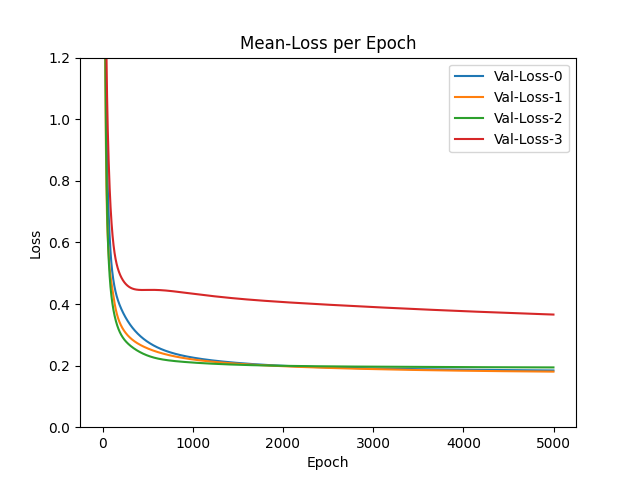 Mean-Loss per Epoch
Val-Loss-0
Val-Loss-1
Val-Loss-2
Val-Loss-3
Loss
1.2
1.0
0.8
0.6
0.4
0.2
0.0
0 1000 2000 3000 4000 5000
Epoch